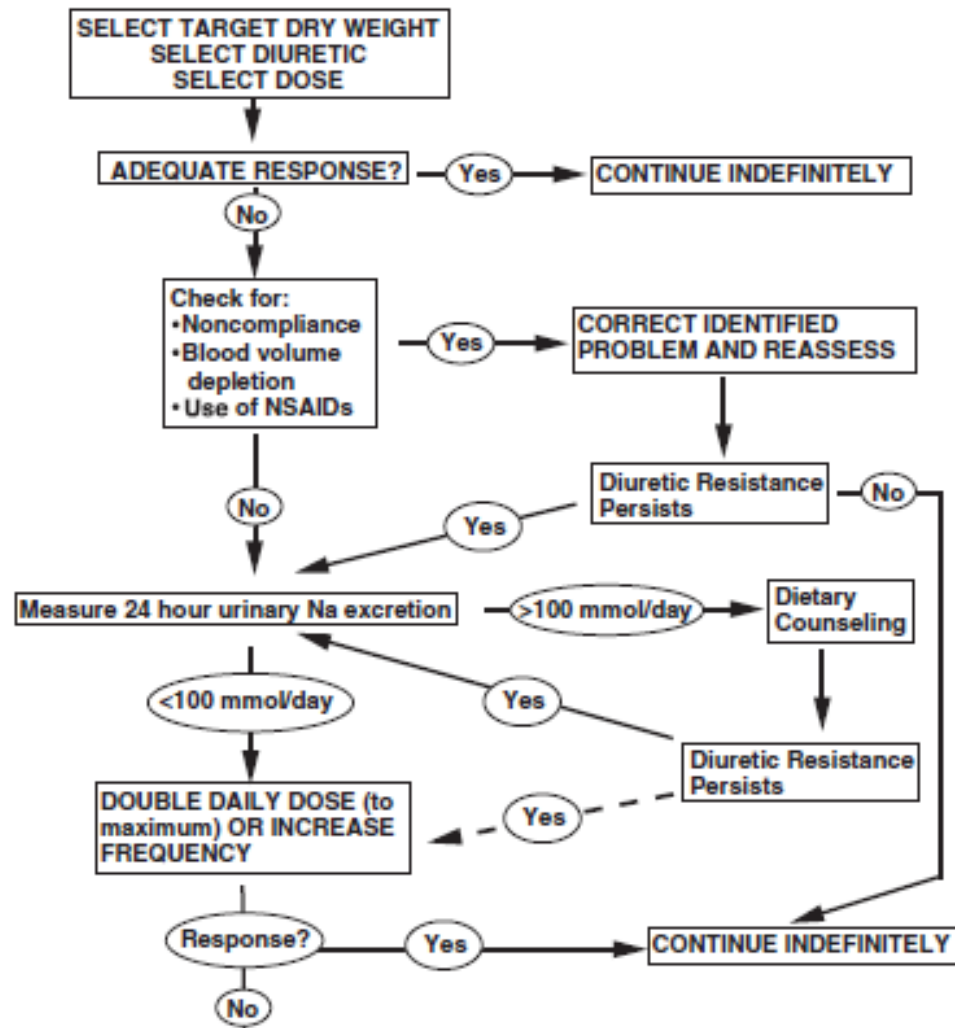 SELECT TARGET DRY WEIGHT
SELECT DIURETIC
SELECT DOSE
ADEQUATE RESPONSE?
Yes
CONTINUE INDEFINITELY
No
Check for:
•Noncompliance
•Blood volume
depletion
•Use of NSAIDs
Yes
CORRECT IDENTIFIED
PROBLEM AND REASSESS
No
Diuretic Resistance
Persists
No
Yes
Measure 24 hour urinary Na excretion
>100 mmol/day
Dietary
Counseling
<100 mmol/day
Yes
Diuretic Resistance
Persists
DOUBLE DAILY DOSE (to
maximum) OR INCREASE
FREQUENCY
Yes
Response?
Yes
CONTINUE INDEFINITELY
No